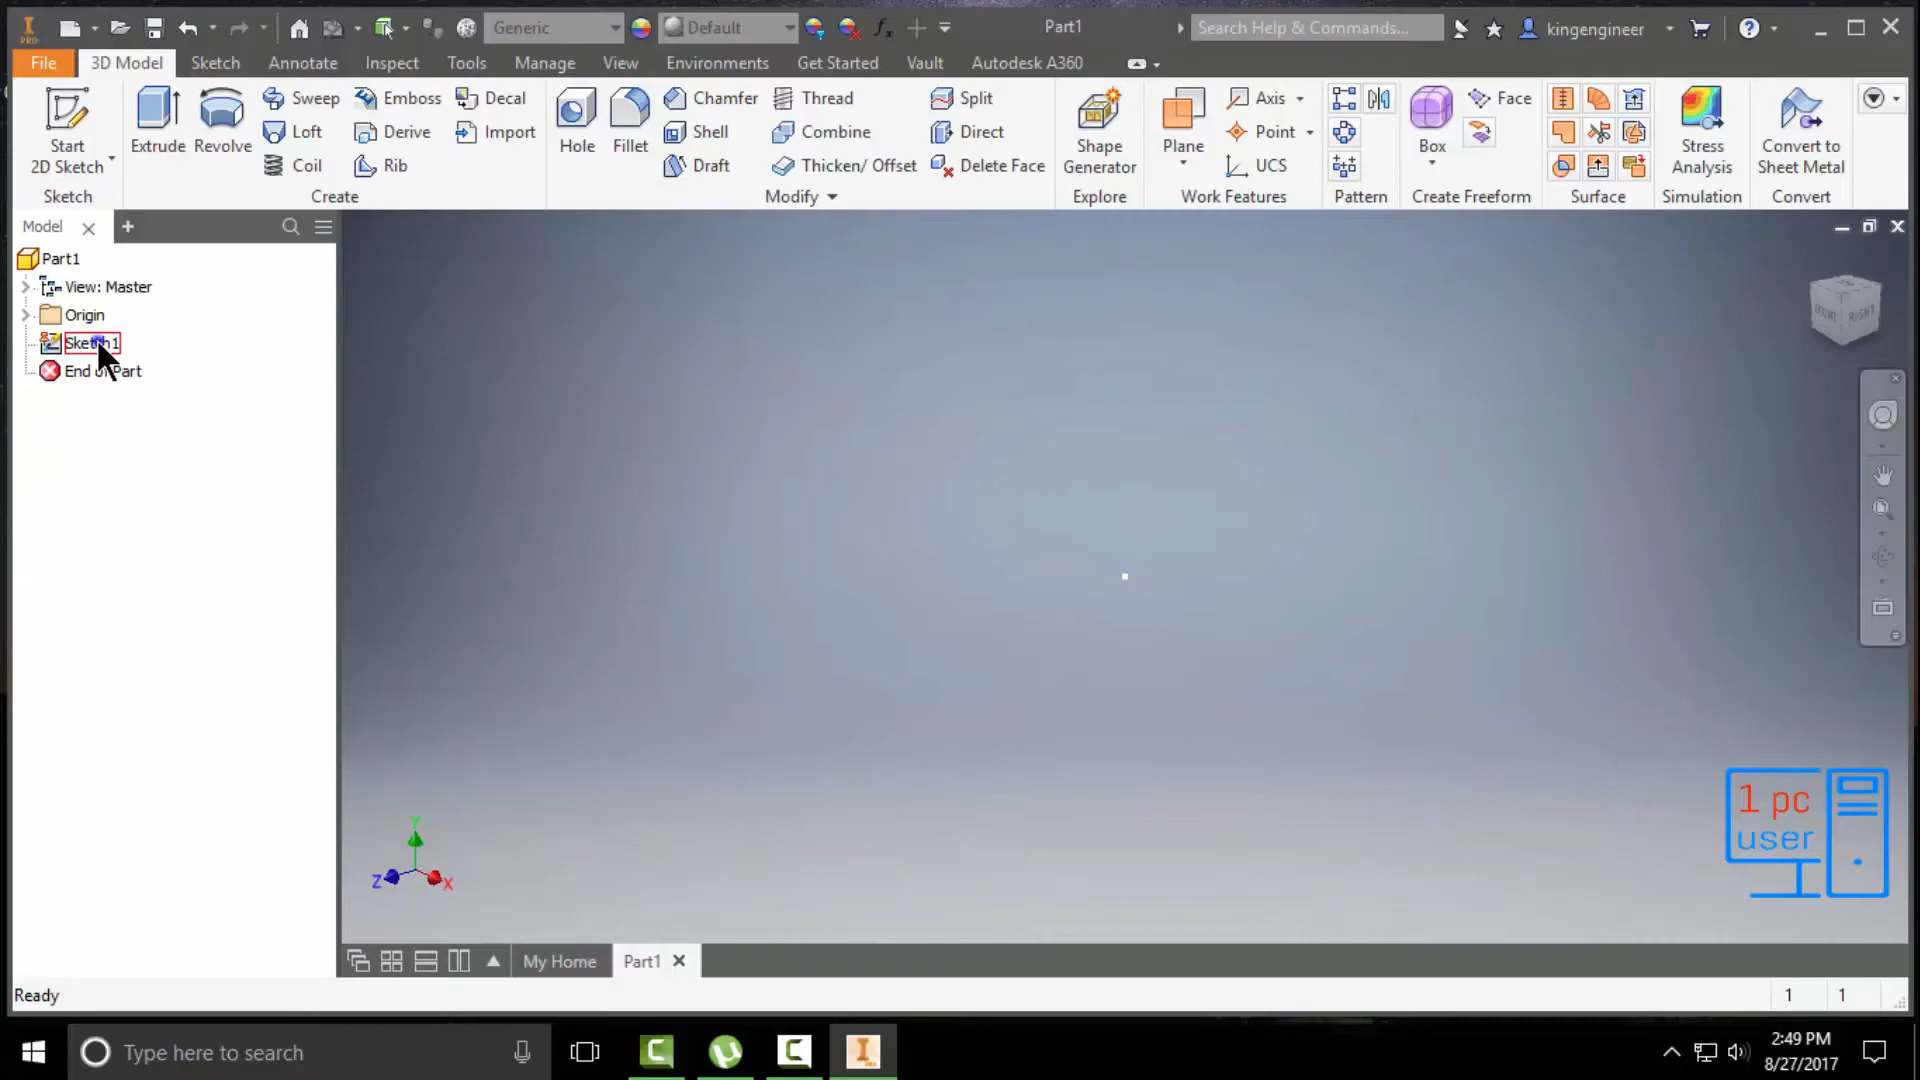 PRO
Generic
Default
Part1
Search Help & Commands...
kingengineer
File
3D Model
Sketch
Annotate
Inspect
Tools
Manage
View
Environments
Get Started
Vault
Autodesk A360
Start
2D Sketch
Extrude
Revolve
Sweep
Loft
Coil
Emboss
Derive
Rib
Decal
Import
Hole
Fillet
Chamfer
Shell
Draft
Thread
Combine
Thicken/ Offset
Split
Direct
Delete Face
Shape
Generator
Plane
Axis
Point
UCS
Box
Face
Stress
Analysis
Convert to
Sheet Metal
Sketch
Create
Modify
Explore
Work Features
Pattern
Create Freeform
Surface
Simulation
Convert
Model
Part1
View: Master
Origin
Sketch1
End of Part
RIGHT
Y
Z
X
1 pc
user
My Home
Part1
Ready
1
1
Type here to search
2:49 PM
8/27/2017